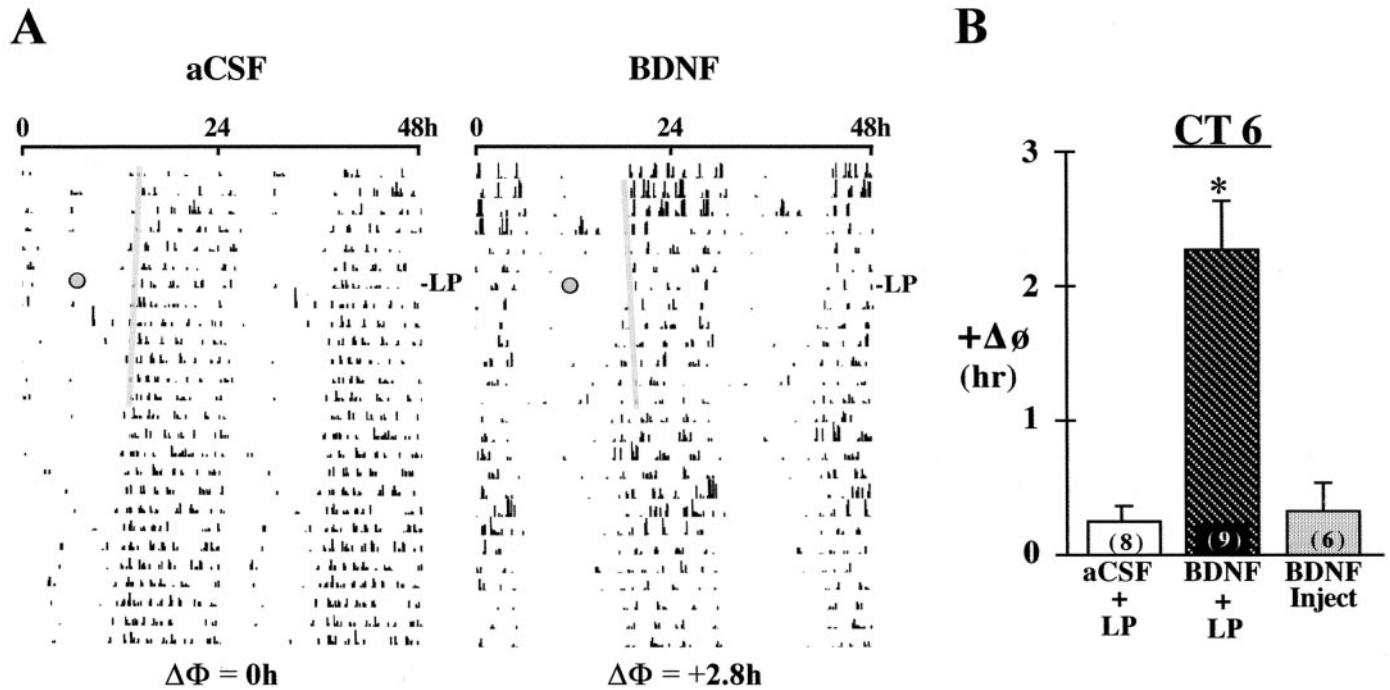 A
aCSF
BDNF
0 24 48h
0 24 48h
-LP
-LP
ΔΦ = 0h
ΔΦ = +2.8h
B
CT 6
3
*
2
+Δø
(hr)
1
0
(8) (9) (6)
aCSF BDNF BDNF
+ + Inject
LP LP